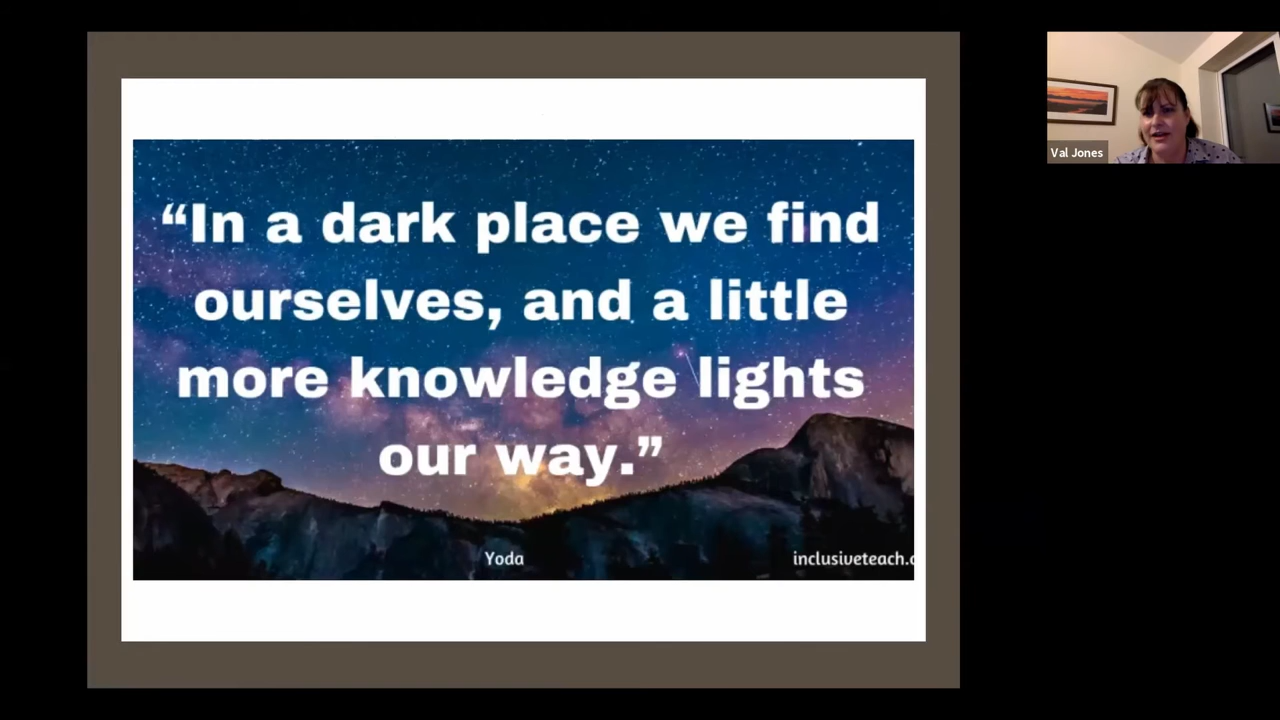 “In a dark place we find
ourselves, and a little
more knowledge lights
our way.”
Yoda
inclusiveteach.c
Val Jones